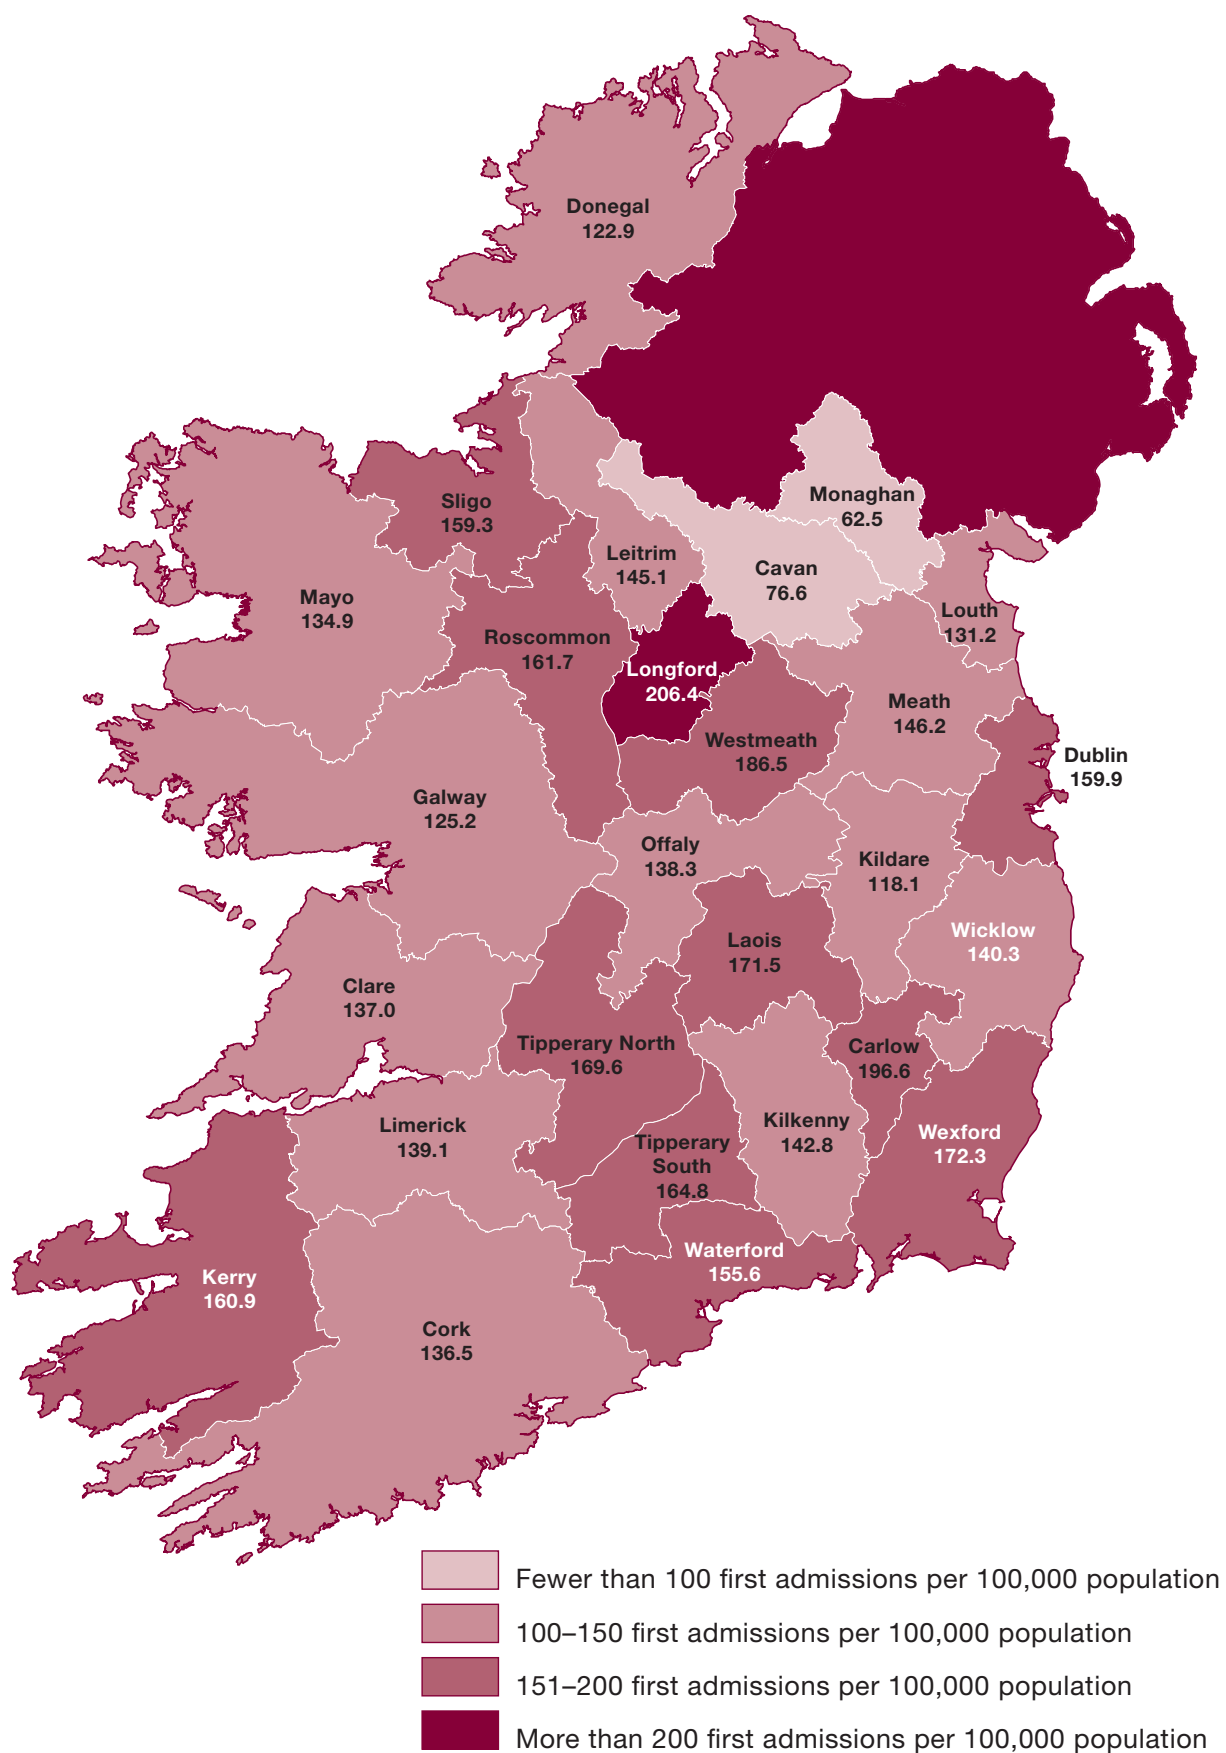 Donegal
122.9
Monaghan
62.5
Sligo
159.3
Leitrim
145.1
Cavan
76.6
Mayo
134.9
Louth
131.2
Roscommon
161.7
Longford
206.4
Meath
146.2
Westmeath
186.5
Dublin
159.9
Galway
125.2
Offaly
138.3
Kildare
118.1
Laois
171.5
Wicklow
140.3
Clare
137.0
Tipperary North
169.6
Carlow
196.6
Limerick
139.1
Kilkenny
142.8
Wexford
172.3
Tipperary
South
164.8
Waterford
155.6
Kerry
160.9
Cork
136.5
Fewer than 100 first admissions per 100,000 population
100–150 first admissions per 100,000 population
151–200 first admissions per 100,000 population
More than 200 first admissions per 100,000 population